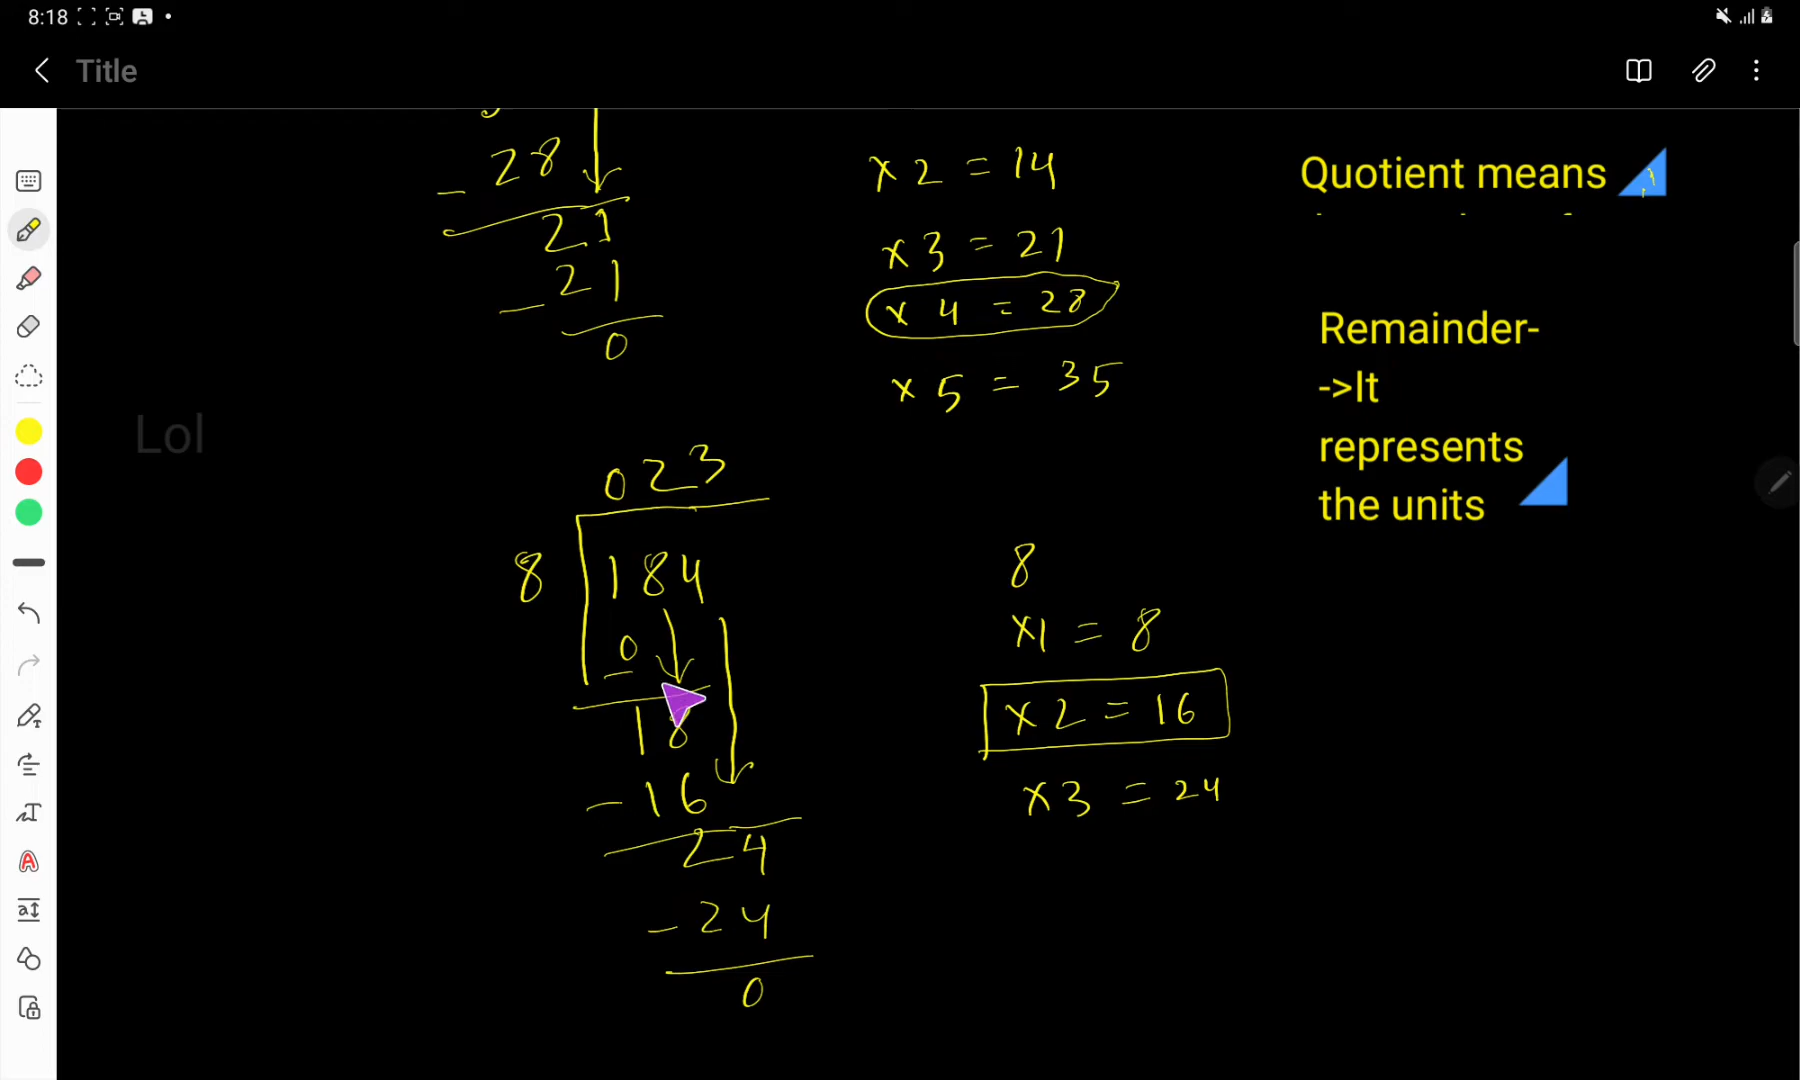 8:18
Title
- 28
21
- 21
0
x 2 = 14
x 3 = 21
x 4 = 28
x 5 = 35
Quotient means
Remainder-
->It
represents
the units
Lol
023
8 184
- 0
18
- 16
24
- 24
0
8
x1 = 8
x 2 = 16
x 3 = 24